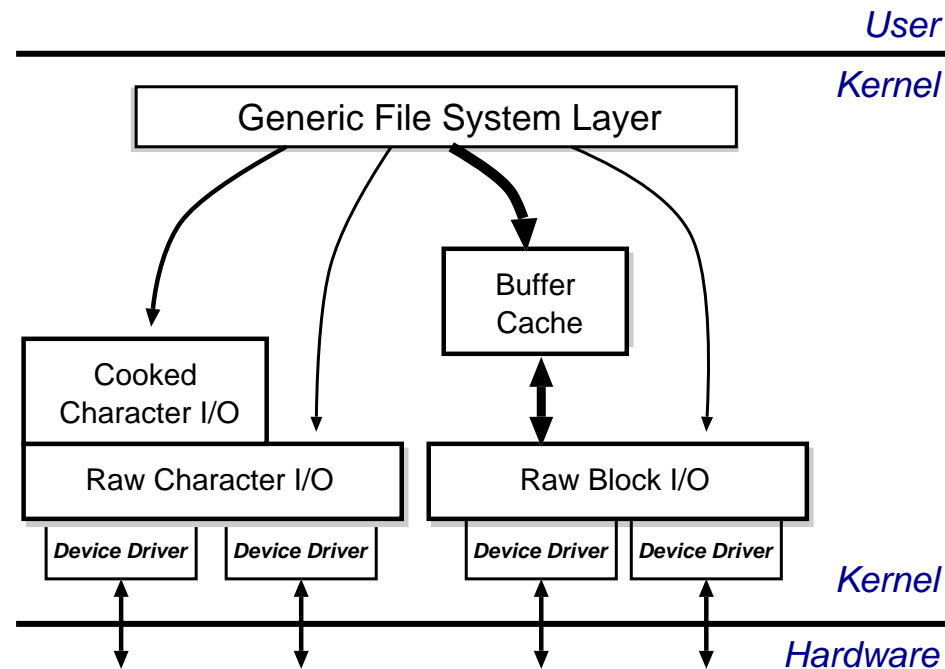 User
Kernel
Generic File System Layer
Buffer
Cache
Cooked
Character I/O
Raw Character I/O
Raw Block I/O
Device Driver
Device Driver
Device Driver
Device Driver
Kernel
Hardware